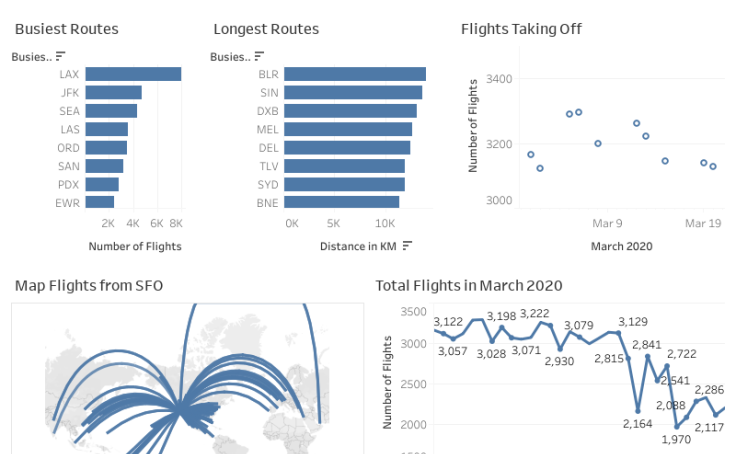 Busiest Routes
Busies..
LAX
JFK
SEA
LAS
ORD
SAN
PDX
EWR
2K 4K 6K 8K
Number of Flights
Longest Routes
Busies..
BLR
SIN
DXB
MEL
DEL
TLV
SYD
BNE
0K 5K 10K
Distance in KM
Flights Taking Off
Number of Flights
3400
3200
3000
Mar 9 Mar 19
March 2020
Map Flights from SFO
Total Flights in March 2020
Number of Flights
3500
3000
2500
2000
3,122
3,057
3,028
3,198
3,071
3,222
2,930
3,079
3,129
2,815
2,164
2,841
2,541
2,722
1,970
2,088
2,286
2,117